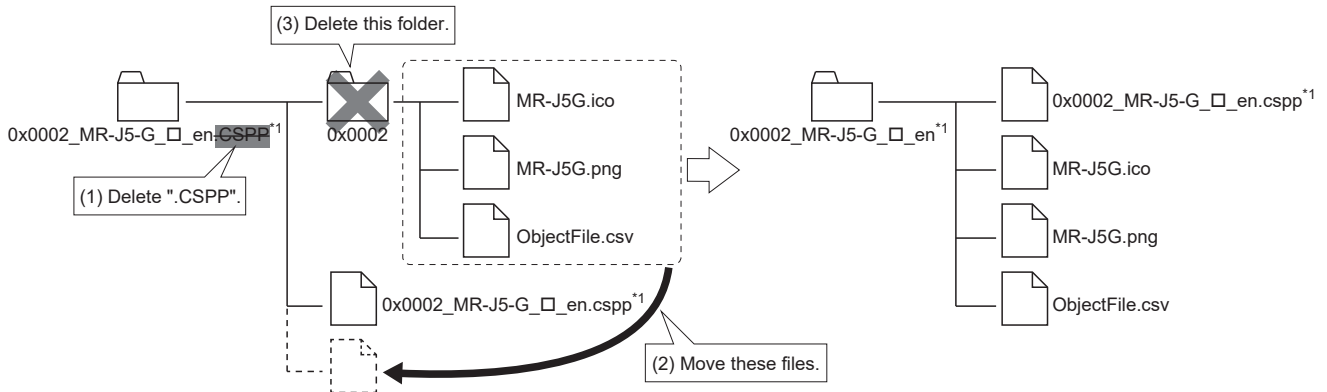 (3) Delete this folder.
MR-J5G.ico
0x0002_MR-J5-G_□_en.cspp*1
0x0002_MR-J5-G_□_en.CSPP*1
0x0002
0x0002_MR-J5-G_□_en*1
MR-J5G.png
MR-J5G.ico
(1) Delete ".CSPP".
ObjectFile.csv
MR-J5G.png
0x0002_MR-J5-G_□_en.cspp*1
ObjectFile.csv
(2) Move these files.